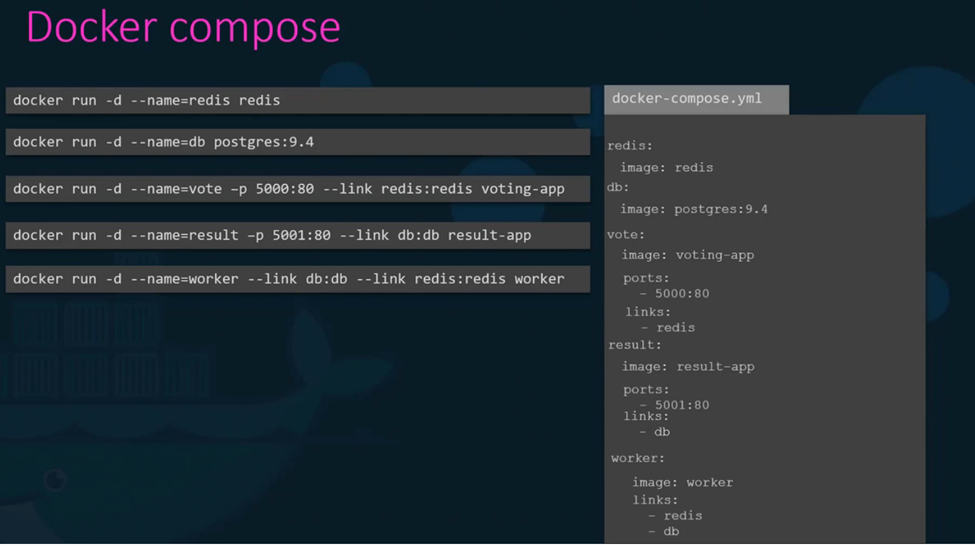 Docker compose
docker run -d --name=redis redis
docker run -d --name=db postgres:9.4
docker run -d --name=vote –p 5000:80 --link redis:redis voting-app
docker run -d --name=result –p 5001:80 --link db:db result-app
docker run -d --name=worker --link db:db --link redis:redis worker
docker-compose.yml
redis:
image: redis
db:
image: postgres:9.4
vote:
image: voting-app
ports:
- 5000:80
links:
- redis
result:
image: result-app
ports:
- 5001:80
links:
- db
worker:
image: worker
links:
- redis
- db